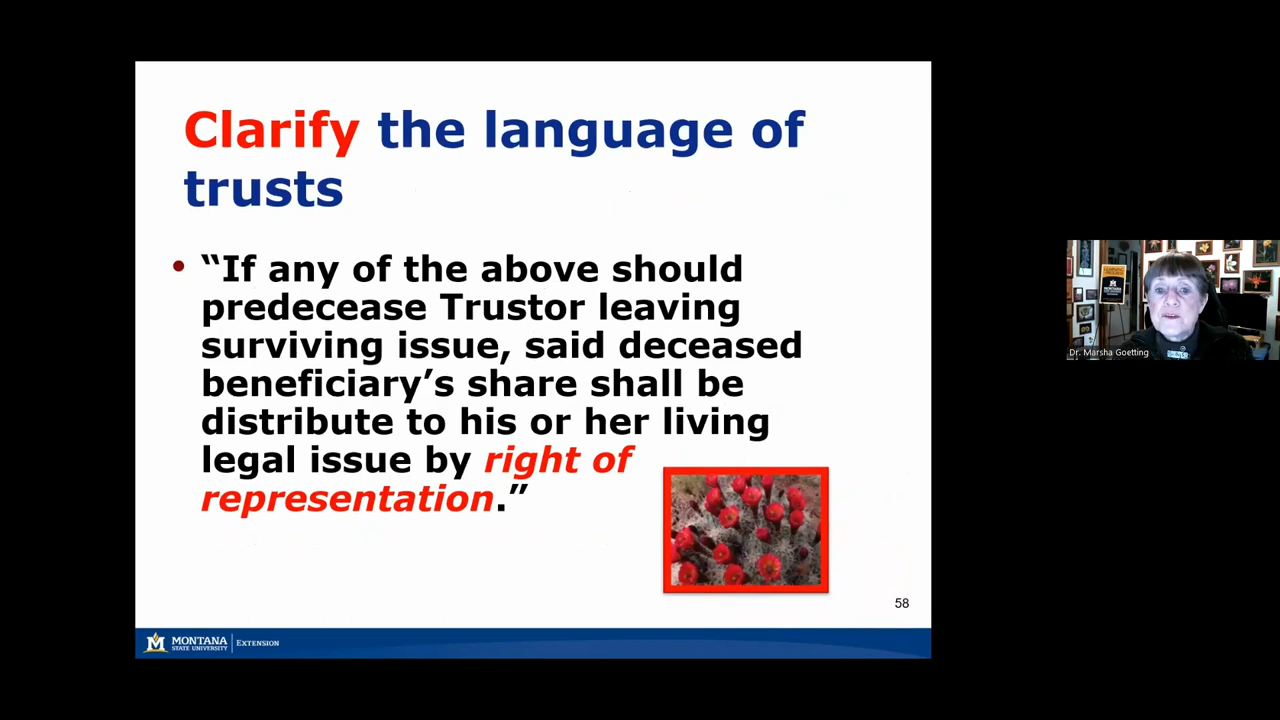 Clarify the language of
trusts
• “If any of the above should
predecease Trustor leaving
surviving issue, said deceased
beneficiary’s share shall be
distribute to his or her living
legal issue by right of
representation.”
58
M MONTANA
STATE UNIVERSITY
EXTENSION
Dr. Marsha Goetting